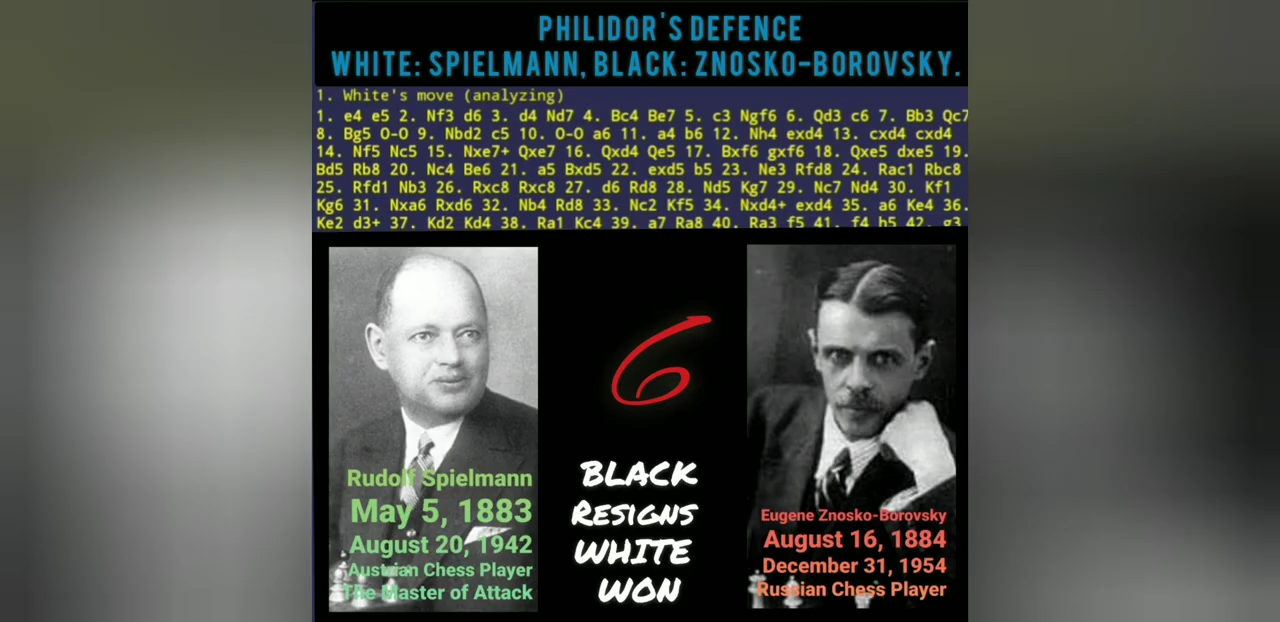 PHILIDOR'S DEFENCE
WHITE: SPIELMANN, BLACK: ZNOSKO-BOROVSKY.
1. White's move (analyzing)
1. e4 e5 2. Nf3 d6 3. d4 Nd7 4. Bc4 Be7 5. c3 Ngf6 6. Qd3 c6 7. Bb3 Qc7
8. Bg5 O-O 9. Nbd2 c5 10. O-O a6 11. a4 b6 12. Nh4 exd4 13. cxd4 cxd4
14. Nf5 Nc5 15. Nxe7+ Qxe7 16. Qxd4 Qe5 17. Bxf6 gxf6 18. Qxe5 dxe5 19.
Bd5 Rb8 20. Nc4 Be6 21. a5 Bxd5 22. exd5 b5 23. Ne3 Rfd8 24. Rac1 Rbc8
25. Rfd1 Nb3 26. Rxc8 Rxc8 27. d6 Rd8 28. Nd5 Kg7 29. Nc7 Nd4 30. Kf1
Kg6 31. Nxa6 Rxd6 32. Nb4 Rd8 33. Nc2 Kf5 34. Nxd4+ exd4 35. a6 Ke4 36.
Ke2 d3+ 37. Kd2 Kd4 38. Ra1 Kc4 39. a7 Ra8 40. Ra3 f5 41. f4 h5 42. g3
6
BLACK
RESIGNS
WHITE
WON
Rudolf Spielmann
May 5, 1883
August 20, 1942
Austrian Chess Player
The Master of Attack
Eugene Znosko-Borovsky
August 16, 1884
December 31, 1954
Russian Chess Player